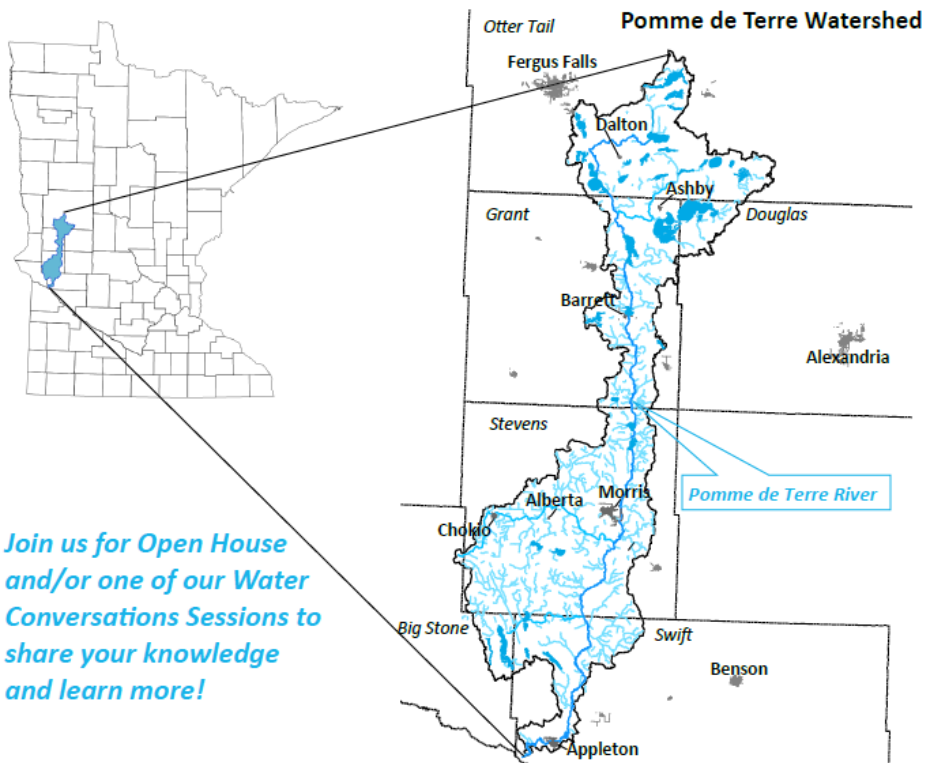 Pomme de Terre Watershed
Otter Tail
Fergus Falls
Dalton
Ashby
Grant
Douglas
Barrett
Alexandria
Stevens
Pomme de Terre River
Alberta
Morris
Chokio
Join us for Open House
and/or one of our Water
Conversations Sessions to
share your knowledge
and learn more!
Big Stone
Swift
Benson
Appleton